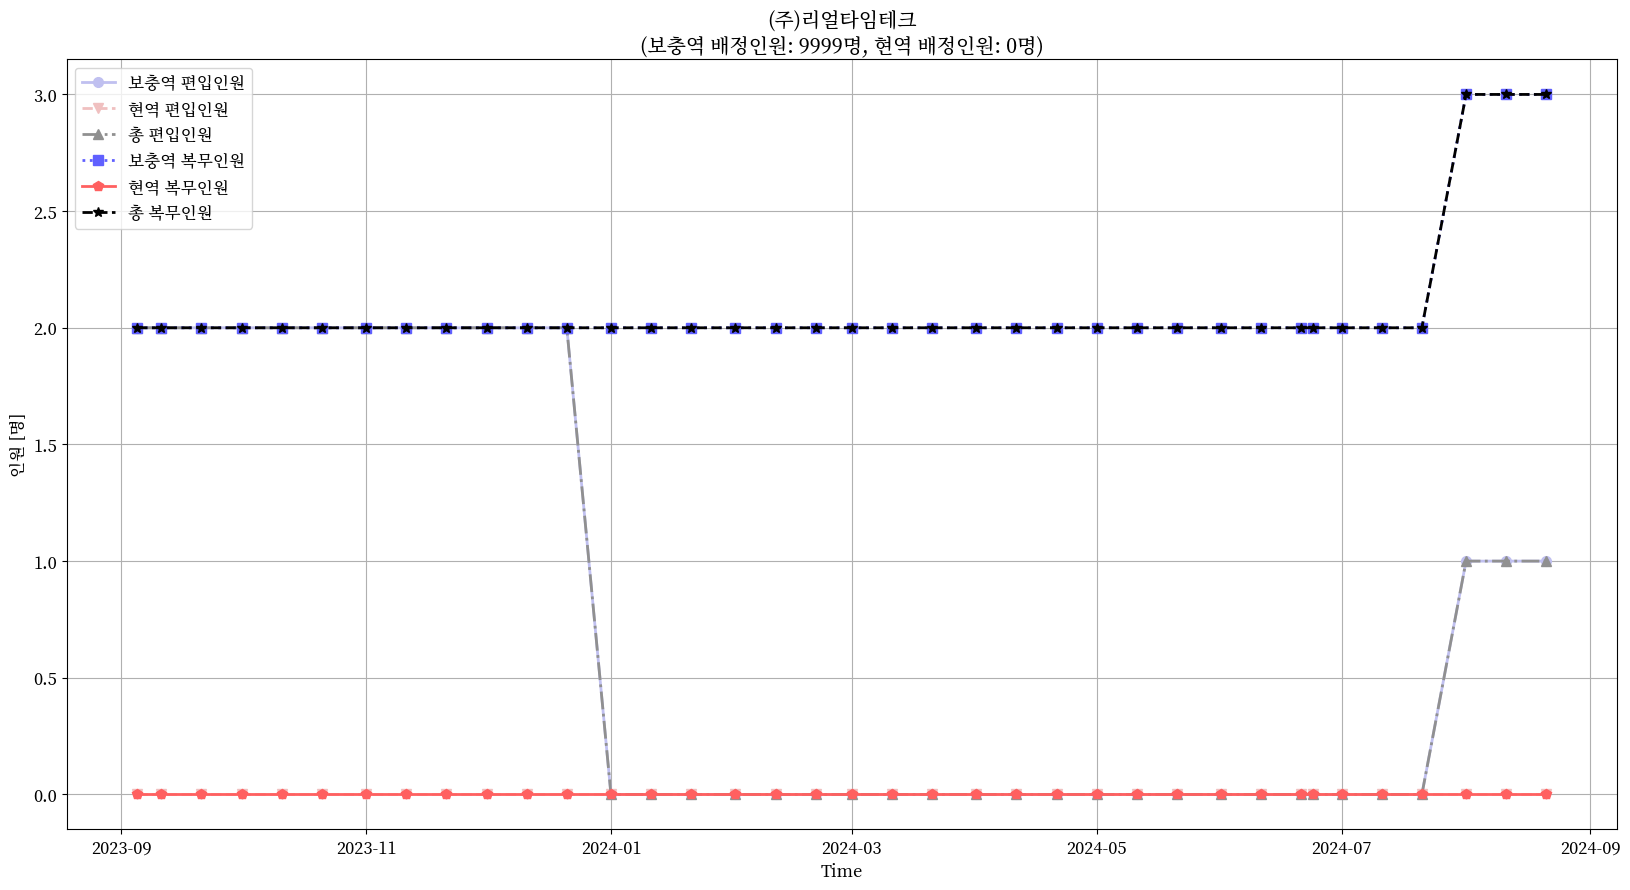 (주)리얼타임테크
(보충역 배정인원: 9999명, 현역 배정인원: 0명)
보충역 편입인원
현역 편입인원
총 편입인원
보충역 복무인원
현역 복무인원
총 복무인원
3.0
2.5
2.0
1.5
1.0
0.5
0.0
인원 [명]
2023-09
2023-11
2024-01
2024-03
2024-05
2024-07
2024-09
Time